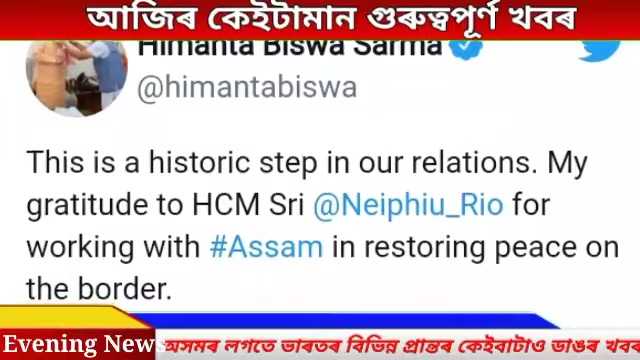 আজিৰ কেইটামান গুৰুত্বপূৰ্ণ খবৰ
Himanta Biswa Sarma
@himantabiswa
This is a historic step in our relations. My
gratitude to HCM Sri @Neiphiu_Rio for
working with #Assam in restoring peace on
the border.
Evening News
অসমৰ লগতে ভাৰতৰ বিভিন্ন প্ৰান্তৰ কেইবাটাও ডাঙৰ খবৰ